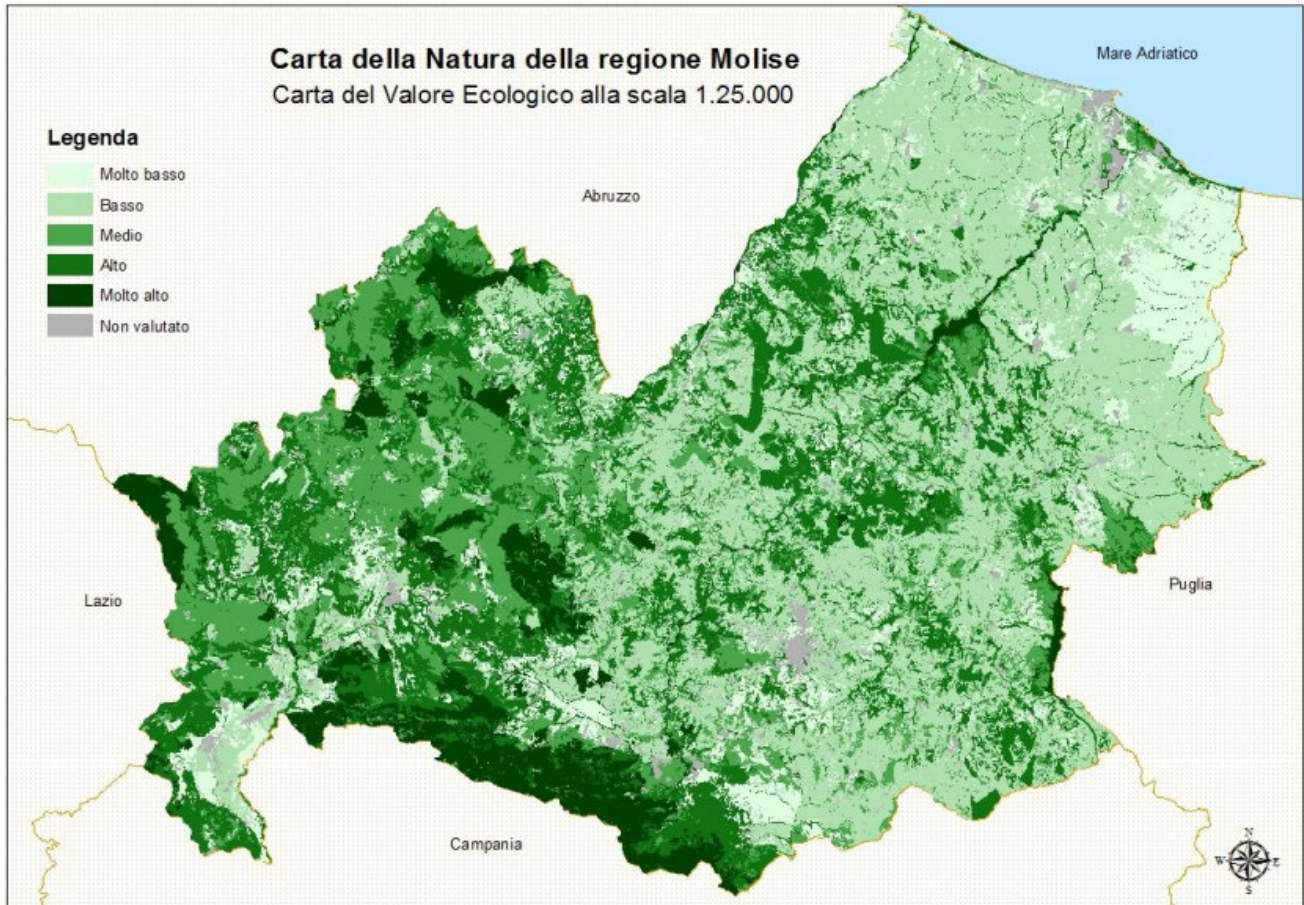 Carta della Natura della regione Molise
Carta del Valore Ecologico alla scala 1.25.000
Mare Adriatico
Legenda
Molto basso
Basso
Medio
Alto
Molto alto
Non valutato
Abruzzo
Lazio
Puglia
Campania
N
W
E
S